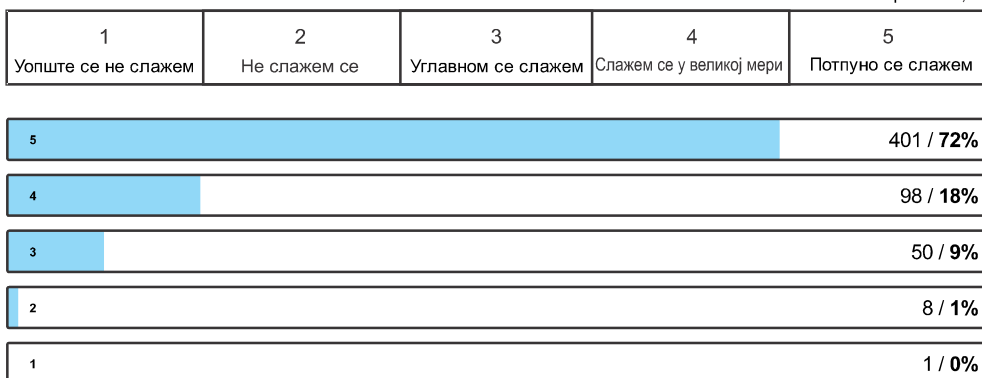 1 2 3 4 5
Уопште се не слажем Не слажем се Углавном се слажем Слажем се у великој мери Потпуно се слажем
5 401 / 72%
4 98 / 18%
3 50 / 9%
2 8 / 1%
1 1 / 0%